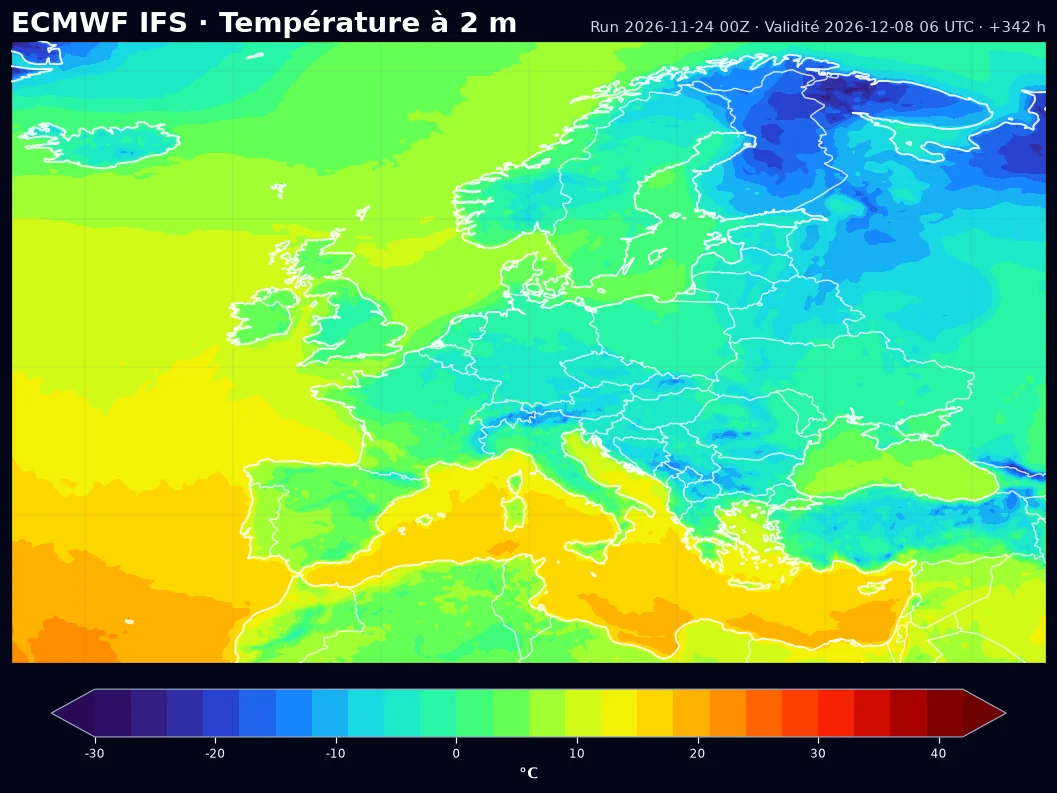 ECMWF IFS · Température à 2 m
Run 2026-11-24 00Z · Validité 2026-12-08 06 UTC · +342 h
-30 -20 -10 0 10 20 30 40
°C